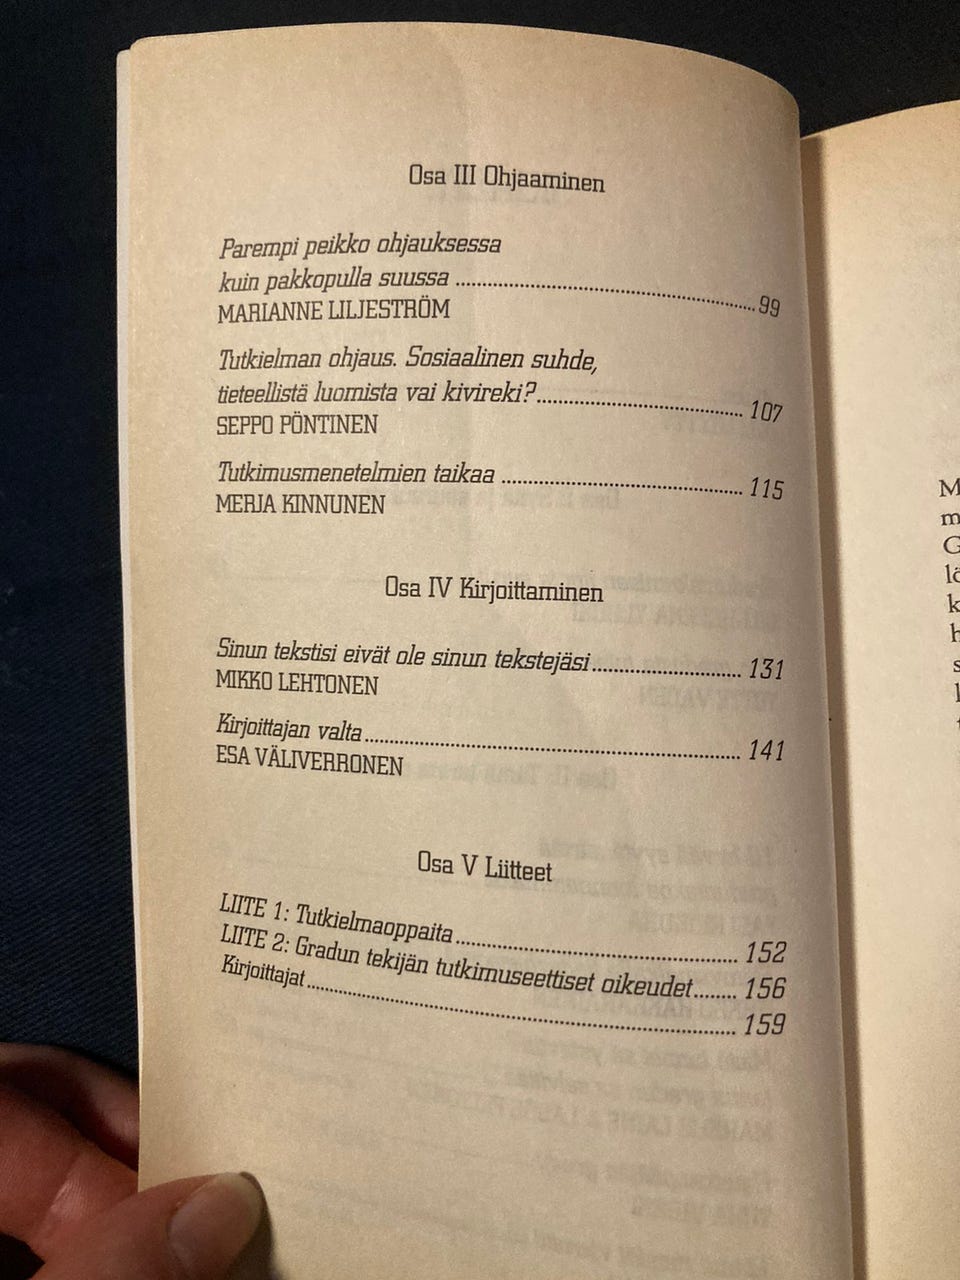 Osa III Ohjaaminen
Parempi peikko ohjauksessa
kuin pakkopulla suussa ........ 99
MARIANNE LILJESTRÖM
Tutkielman ohjaus. Sosiaalinen suhde,
tieteellistä luomista vai kivireki? ........ 107
SEPPO PÖNTINEN
Tutkimusmenetelmien taikaa ........ 115
MERJA KINNUNEN
Osa IV Kirjoittaminen
Sinun tekstisi eivät ole sinun tekstejäsi ........ 131
MIKKO LEHTONEN
Kirjoittajan valta ........ 141
ESA VÄLIVERRONEN
Osa V Liitteet
LIITE 1: Tutkielmaoppaita ........ 152
LIITE 2: Gradun tekijän tutkimuseettiset oikeudet ........ 156
Kirjoittajat ........ 159